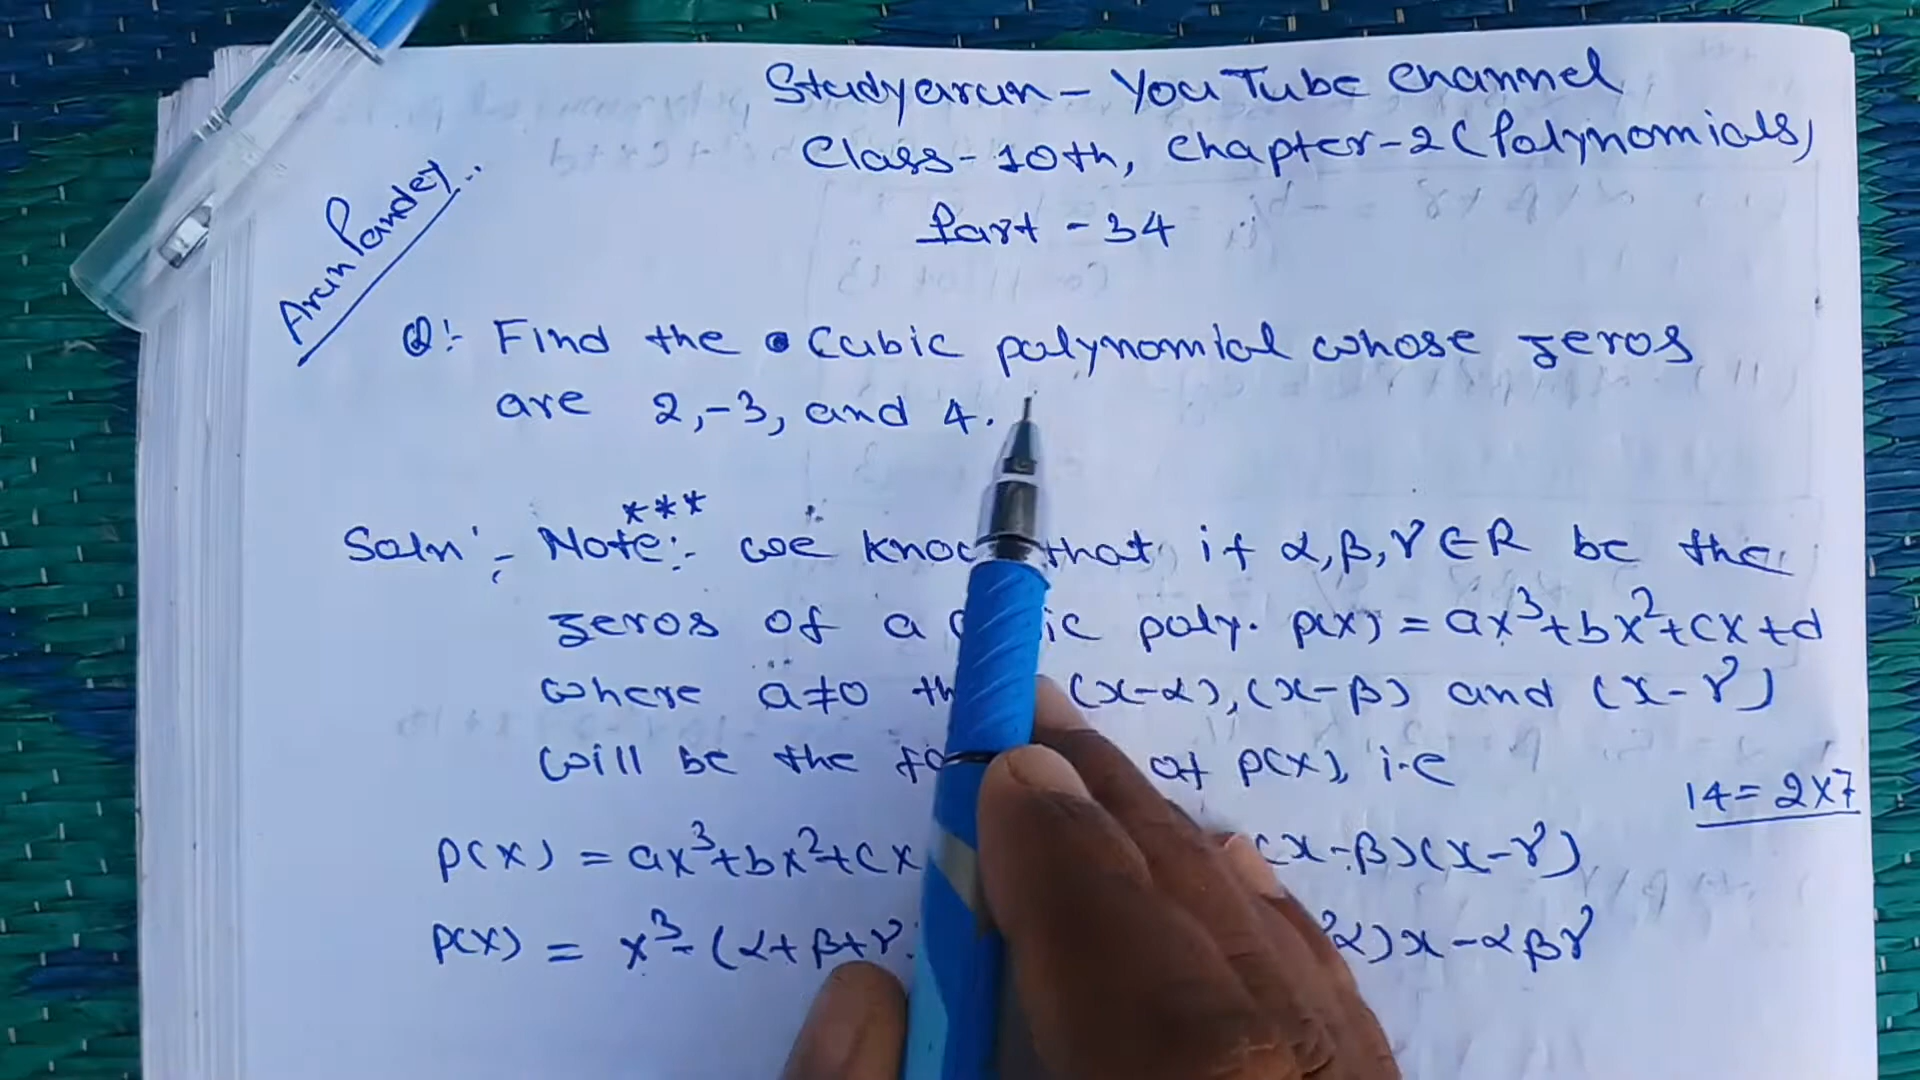 Studyarun - YouTube Channel
Class-10th, Chapter-2 (Polynomials)
Part - 34
Arun Pandey..
Q:- Find the cubic polynomial whose zeros
are 2, -3, and 4.
***
Soln:- Note:- we know that if α, β, γ ∈ R be the
zeros of a poly. p(x) = ax³+bx²+cx+d
where a≠0 (x-α), (x-β) and (x-γ)
will be the of p(x), i.e
14 = 2x7
p(x) = ax³+bx²+cx (x-β)(x-γ)
p(x) = x³-(α+β+γ α)x - αβγ